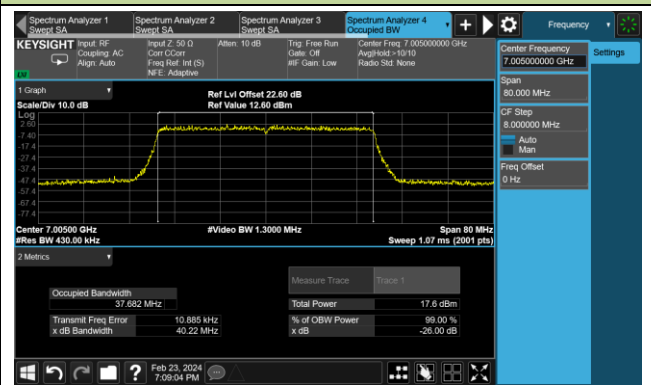 Spectrum Analyzer 1
Swept SA
Spectrum Analyzer 2
Swept SA
Spectrum Analyzer 3
Swept SA
Spectrum Analyzer 4
Occupied BW
Frequency
KEYSIGHT
Input: RF
Coupling: AC
Align: Auto
Input Z: 50 Ω
Corr CCorr
Freq Ref: Int (S)
NFE: Adaptive
Atten: 10 dB
Trig: Free Run
Gate: Off
#IF Gain: Low
Center Freq: 7.005000000 GHz
Avg|Hold:>10/10
Radio Std: None
Center Frequency
7.005000000 GHz
Settings
Span
80.000 MHz
CF Step
8.000000 MHz
Auto
Man
Freq Offset
0 Hz
1 Graph
Scale/Div 10.0 dB
Ref Lvl Offset 22.60 dB
Ref Value 12.60 dBm
Log
2.60
-7.40
-17.4
-27.4
-37.4
-47.4
-57.4
-67.4
-77.4
Center 7.00500 GHz
#Res BW 430.00 kHz
#Video BW 1.3000 MHz
Span 80 MHz
Sweep 1.07 ms (2001 pts)
2 Metrics
Measure Trace
Trace 1
Occupied Bandwidth
37.682 MHz
Total Power
17.6 dBm
Transmit Freq Error
10.885 kHz
% of OBW Power
99.00 %
x dB Bandwidth
40.22 MHz
x dB
-26.00 dB
Feb 23, 2024
7:09:04 PM